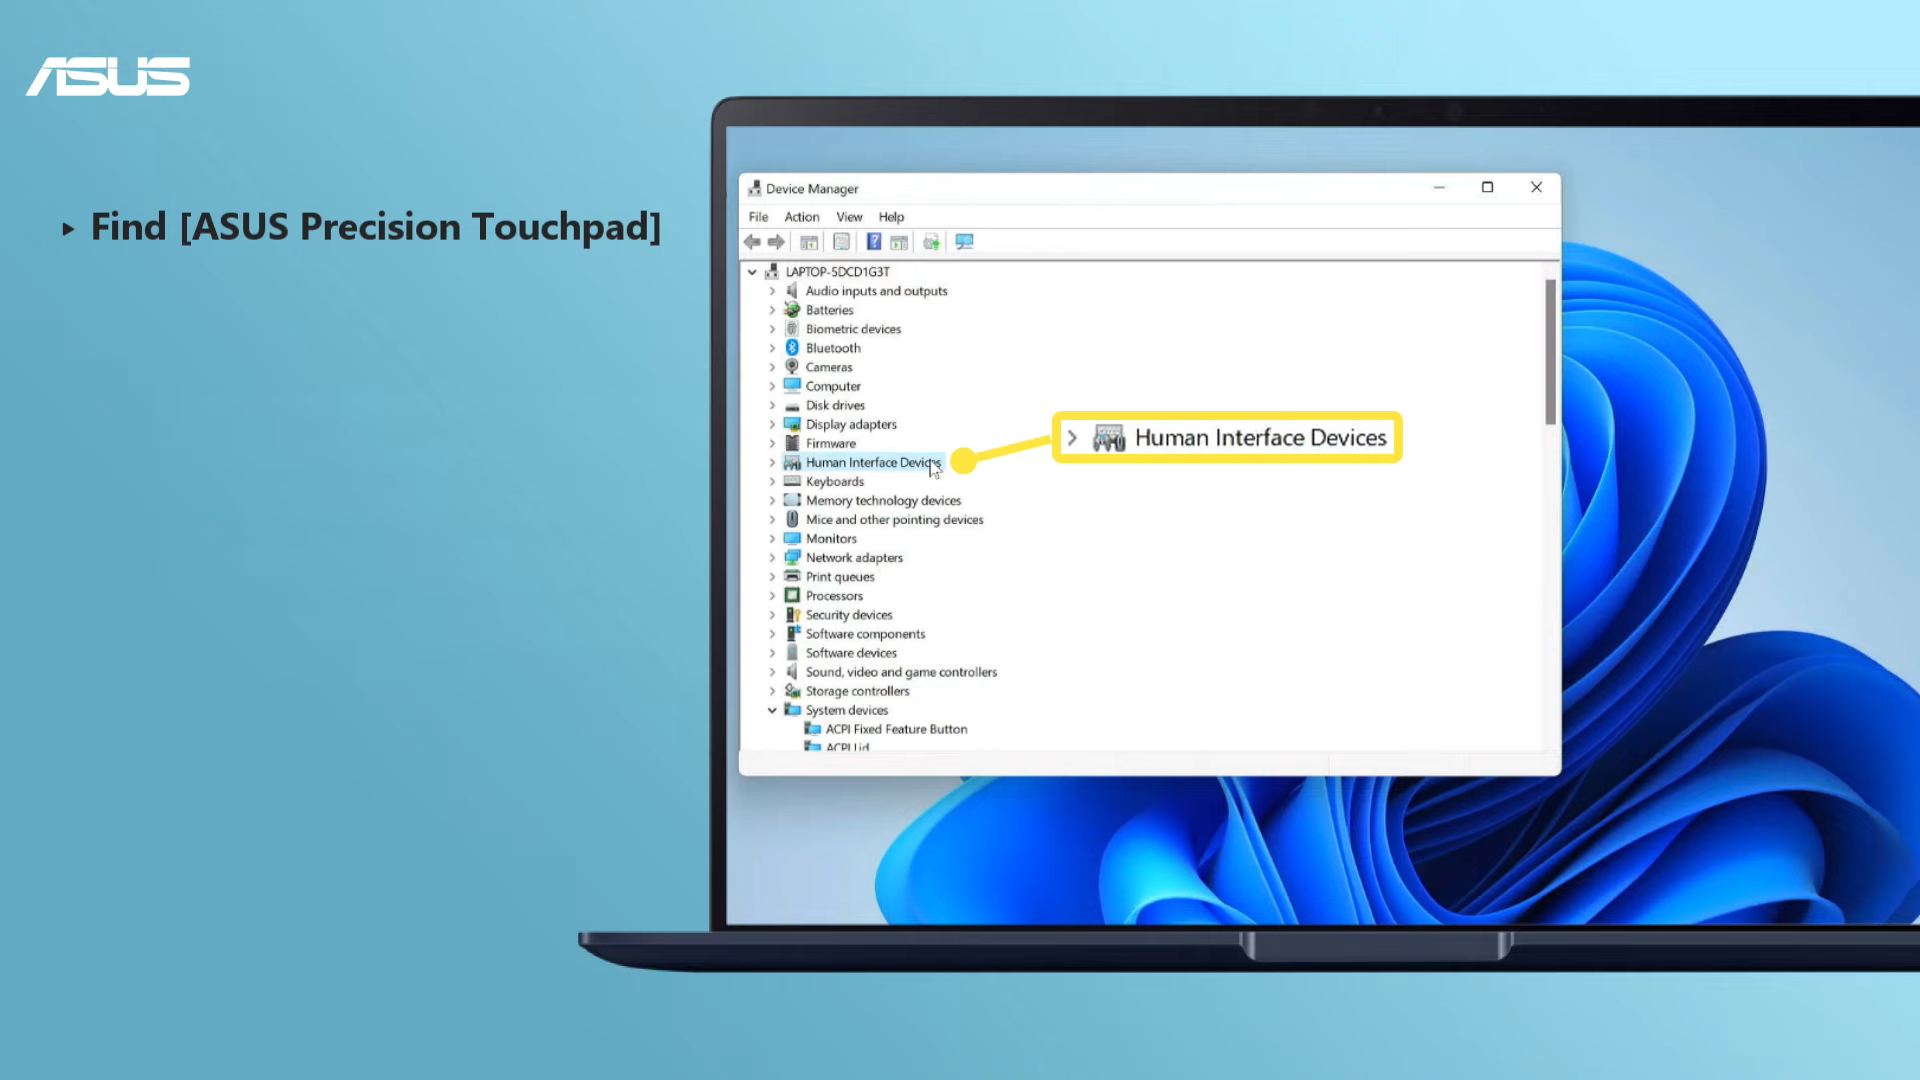 ASUS
Find [ASUS Precision Touchpad]
Device Manager
File Action View Help
LAPTOP-5DCD1G3T
Audio inputs and outputs
Batteries
Biometric devices
Bluetooth
Cameras
Computer
Disk drives
Display adapters
Firmware
Human Interface Devices
Human Interface Devices
Keyboards
Memory technology devices
Mice and other pointing devices
Monitors
Network adapters
Print queues
Processors
Security devices
Software components
Software devices
Sound, video and game controllers
Storage controllers
System devices
ACPI Fixed Feature Button
ACPI Lid